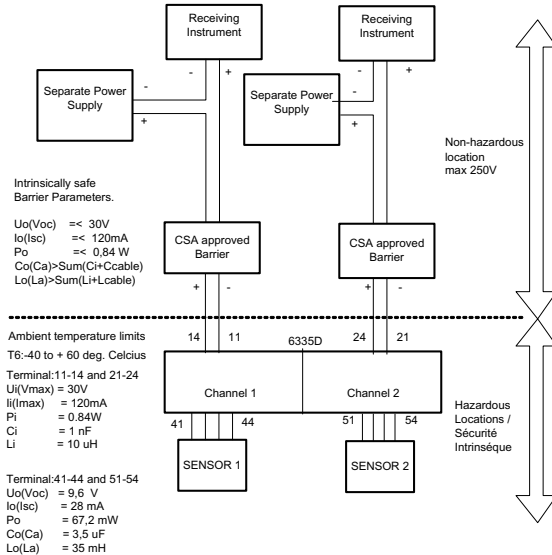 Receiving
Instrument
Receiving
Instrument
-
+
-
+
Separate Power
Supply
-
+
Separate Power
Supply
-
+
Non-hazardous
location
max 250V
Intrinsically safe
Barrier Parameters.
Uo(Voc) =< 30V
Io(Isc) =< 120mA
Po =< 0,84 W
Co(Ca)>Sum(Ci+Ccable)
Lo(La)>Sum(Li+Lcable)
CSA approved
Barrier
CSA approved
Barrier
+ -
+ -
Ambient temperature limits
T6:-40 to + 60 deg. Celcius
14 11 6335D 24 21
Terminal:11-14 and 21-24
Ui(Vmax) = 30V
Ii(Imax) = 120mA
Pi = 0.84W
Ci = 1 nF
Li = 10 uH
Channel 1
Channel 2
41 44 51 54
SENSOR 1
SENSOR 2
Hazardous
Locations /
Sécurité
Intrinséque
Terminal:41-44 and 51-54
Uo(Voc) = 9,6 V
Io(Isc) = 28 mA
Po = 67,2 mW
Co(Ca) = 3,5 uF
Lo(La) = 35 mH